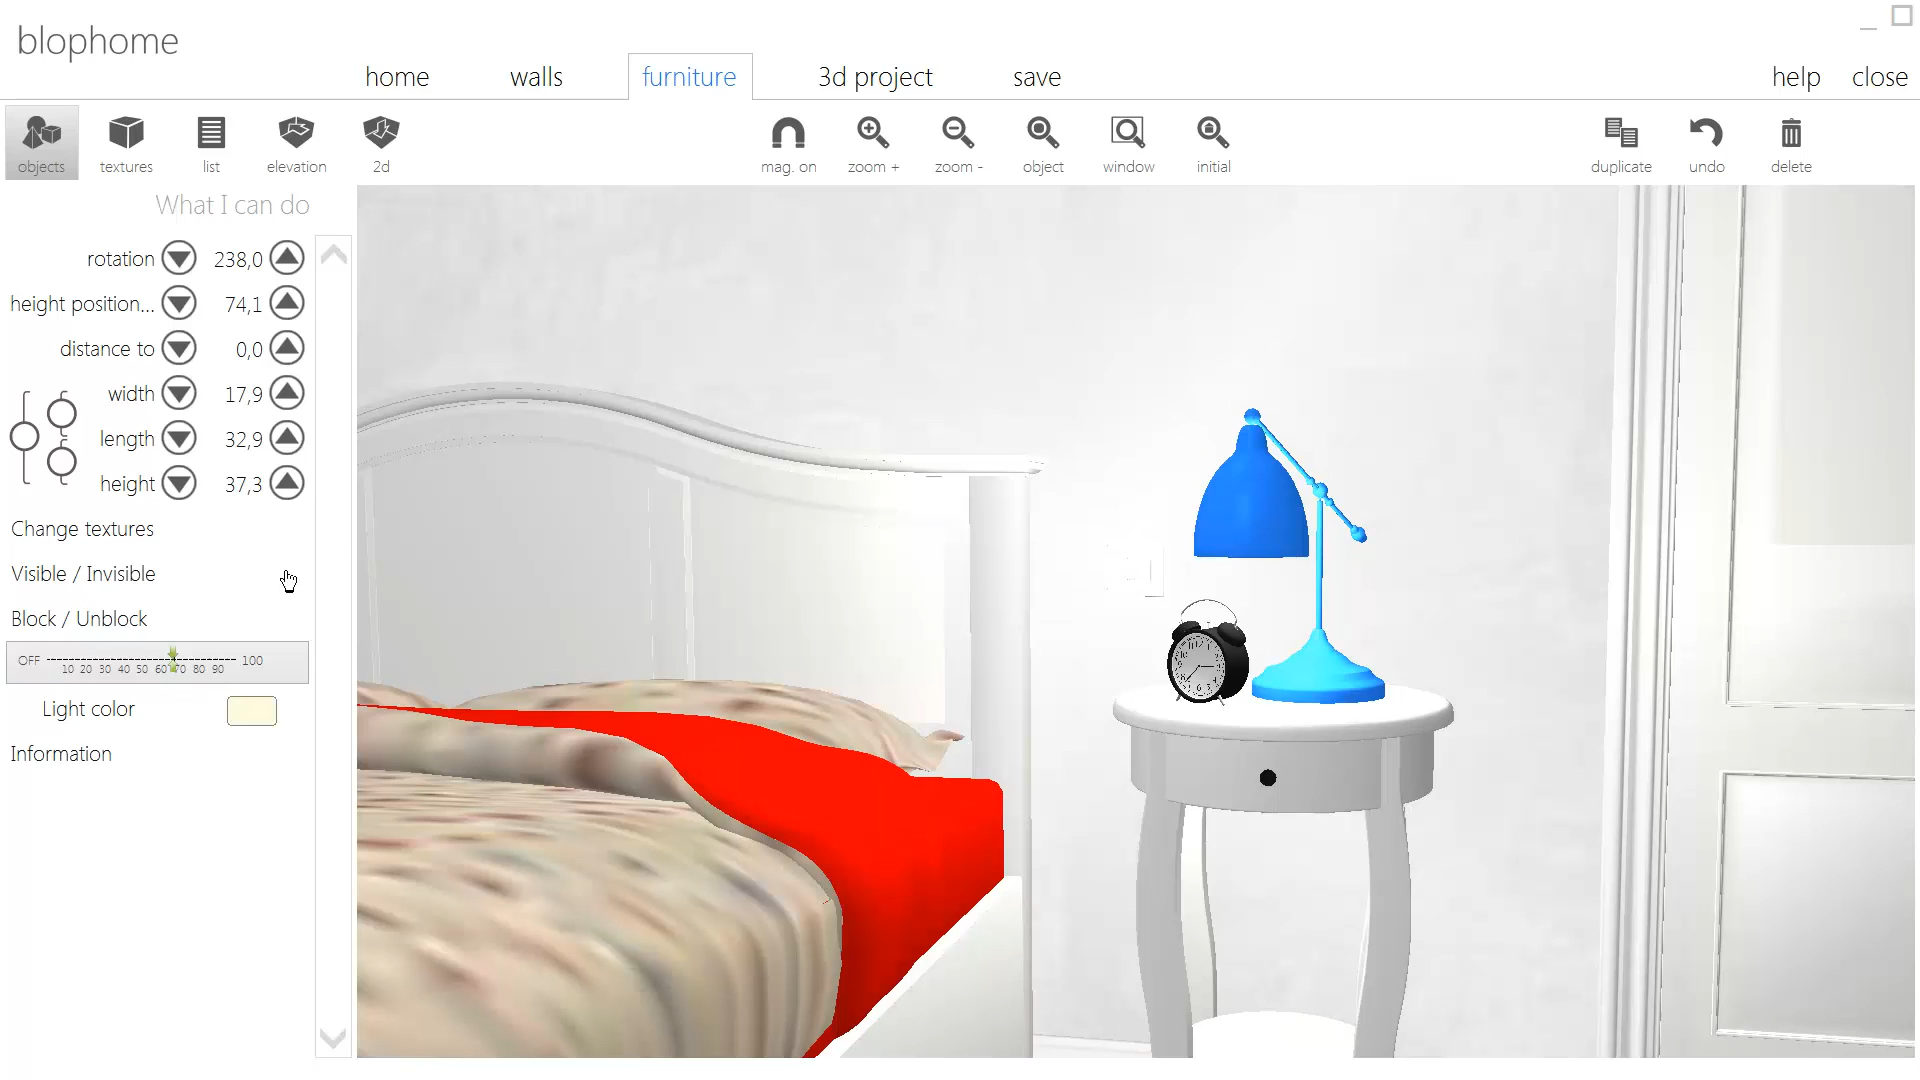 blophome
home walls furniture 3d project save help close
objects textures list elevation 2d mag. on zoom + zoom - object window initial duplicate undo delete
What I can do
rotation 238,0
height position... 74,1
distance to 0,0
width 17,9
length 32,9
height 37,3
Change textures
Visible / Invisible
Block / Unblock
OFF 10 20 30 40 50 60 70 80 90 100
Light color
Information